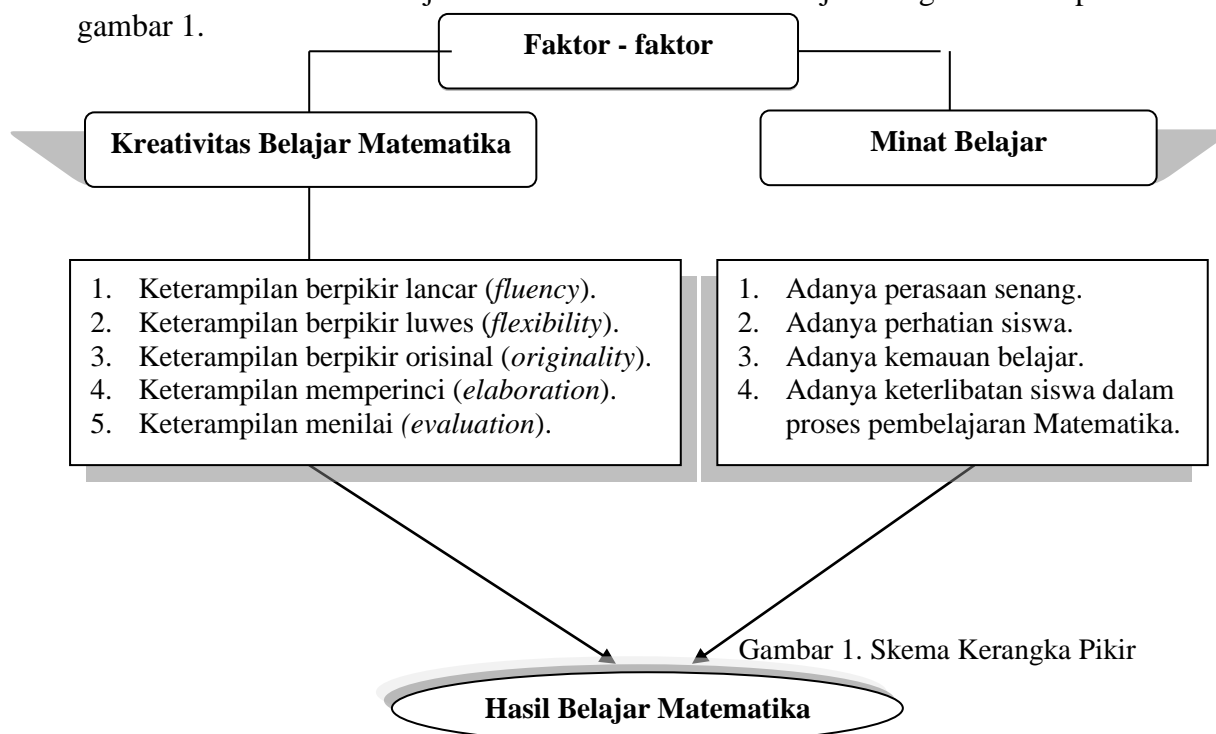 gambar 1.
Faktor - faktor
Kreativitas Belajar Matematika
Minat Belajar
1. Keterampilan berpikir lancar (fluency).
2. Keterampilan berpikir luwes (flexibility).
3. Keterampilan berpikir orisinal (originality).
4. Keterampilan memperinci (elaboration).
5. Keterampilan menilai (evaluation).
1. Adanya perasaan senang.
2. Adanya perhatian siswa.
3. Adanya kemauan belajar.
4. Adanya keterlibatan siswa dalam
proses pembelajaran Matematika.
Gambar 1. Skema Kerangka Pikir
Hasil Belajar Matematika